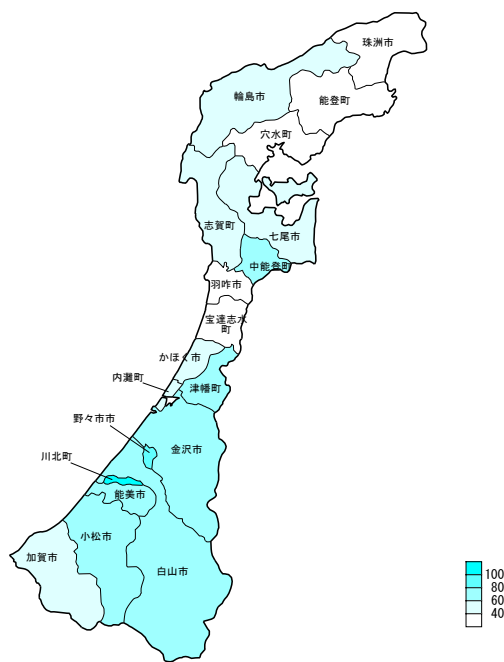 珠洲市
輪島市
能登町
穴水町
志賀町
七尾市
中能登町
羽咋市
宝達志水
町
かほく市
内灘町
津幡町
野々市市
金沢市
川北町
能美市
小松市
加賀市
白山市
100
80
60
40